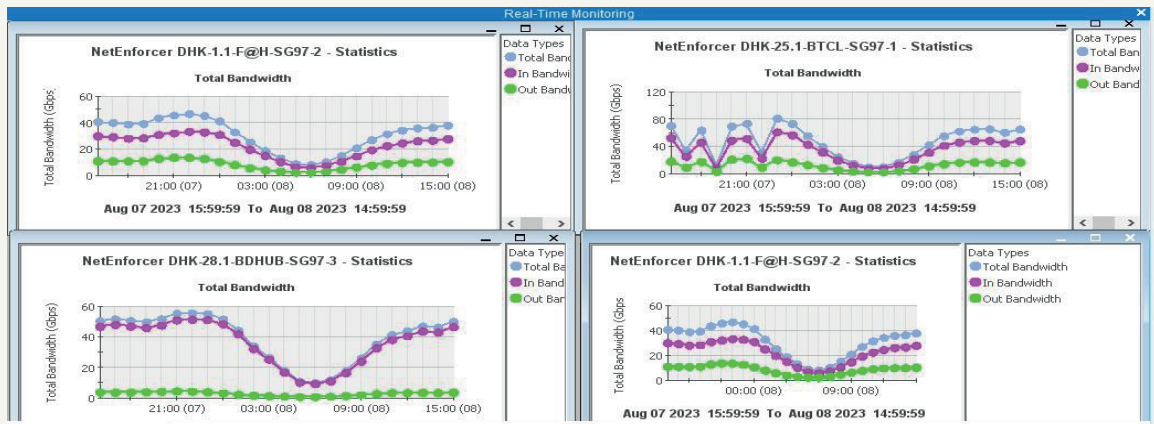 Real-Time Monitoring
NetEnforcer DHK-1.1-F@H-SG97-2 - Statistics
Total Bandwidth
Total Bandwidth (Gbps)
60
40
20
0
21:00 (07) 03:00 (08) 09:00 (08) 15:00 (08)
Aug 07 2023 15:59:59 To Aug 08 2023 14:59:59
Data Types
Total Band
In Bandwi
Out Bandw
NetEnforcer DHK-25.1-BTCL-SG97-1 - Statistics
Total Bandwidth
Total Bandwidth (Gbps)
120
80
40
0
21:00 (07) 03:00 (08) 09:00 (08) 15:00 (08)
Aug 07 2023 15:59:59 To Aug 08 2023 14:59:59
Data Types
Total Ban
In Bandw
Out Band
NetEnforcer DHK-28.1-BDHUB-SG97-3 - Statistics
Total Bandwidth
Total Bandwidth (Gbps)
60
40
20
0
21:00 (07) 03:00 (08) 09:00 (08) 15:00 (08)
Data Type
Total Ba
In Band
Out Ban
NetEnforcer DHK-1.1-F@H-SG97-2 - Statistics
Total Bandwidth
Total Bandwidth (Gbps
60
40
20
0
00:00 (08) 09:00 (08)
Aug 07 2023 15:59:59 To Aug 08 2023 14:59:59
Data Types
Total Bandwidth
In Bandwidth
Out Bandwidth